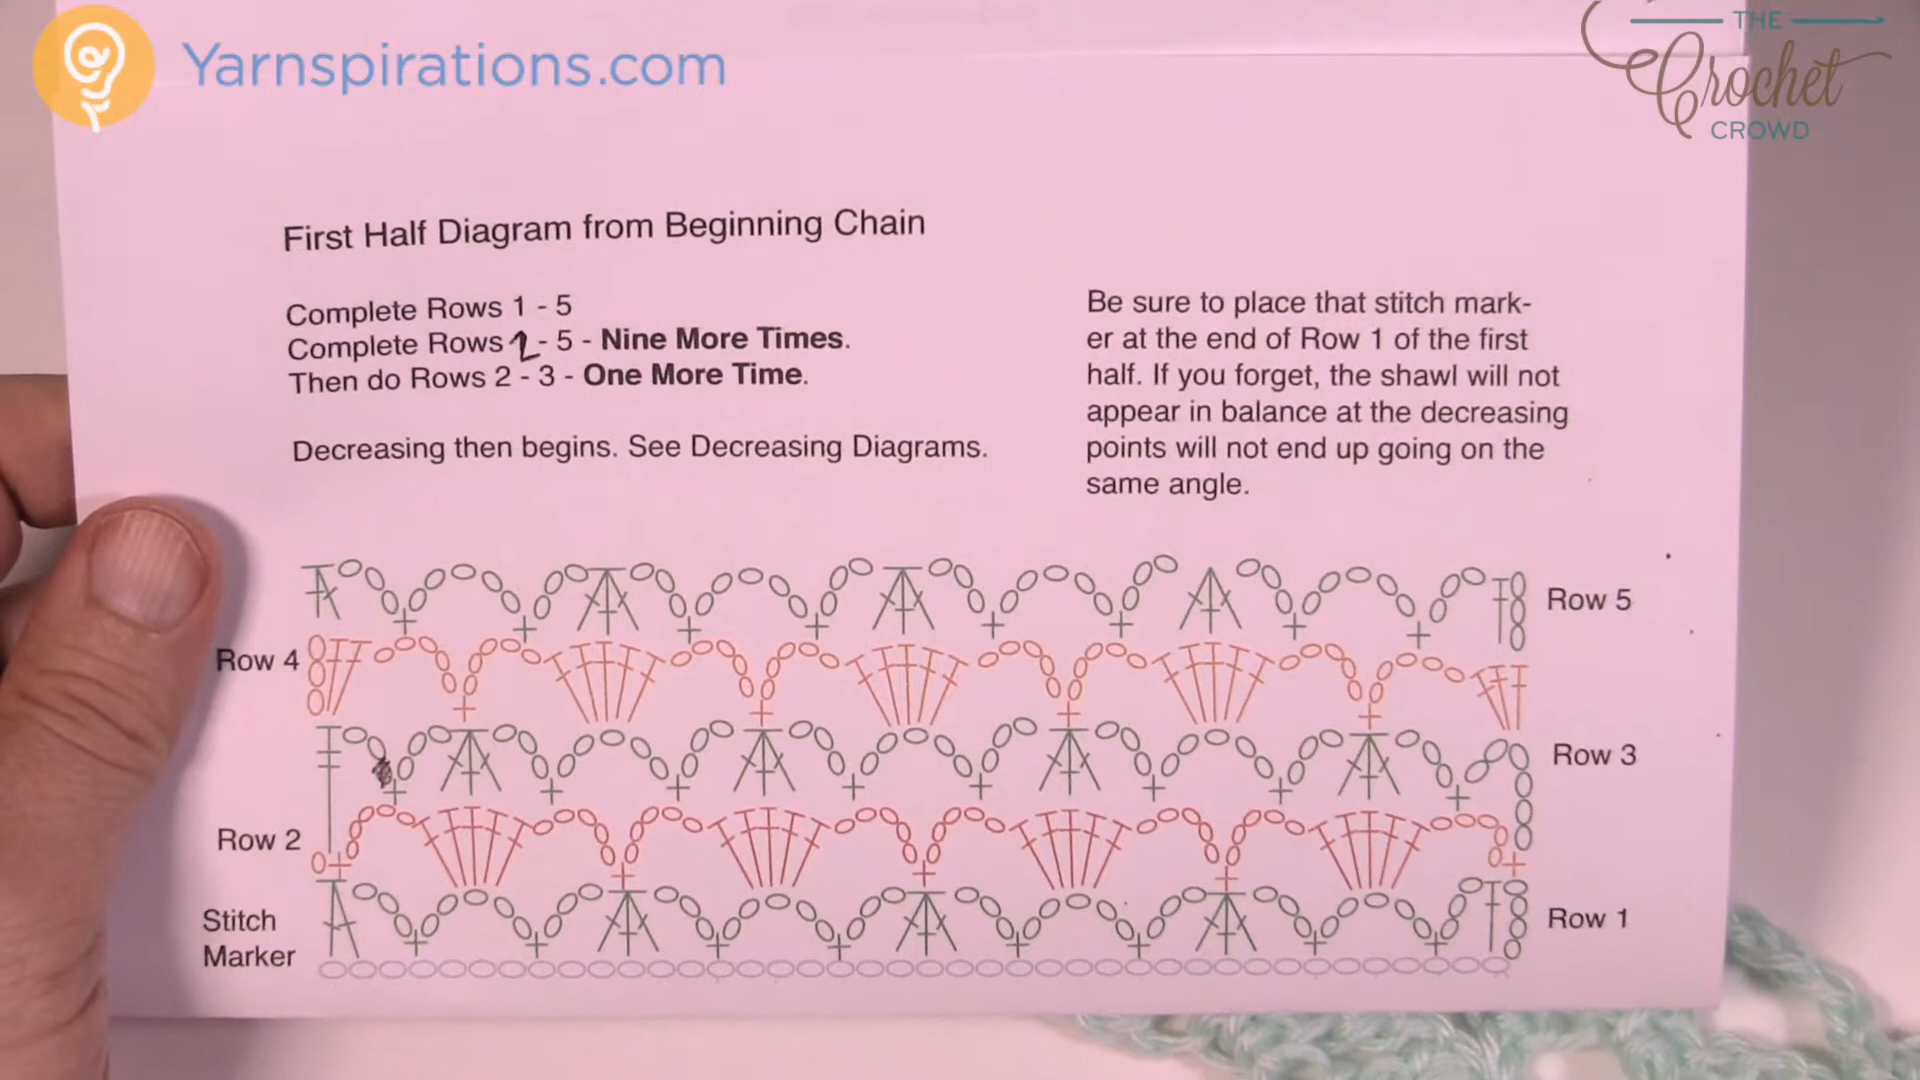 Yarnspirations.com
THE
Crochet
CROWD
First Half Diagram from Beginning Chain
Complete Rows 1 - 5
Complete Rows 2 - 5 - Nine More Times.
Then do Rows 2 - 3 - One More Time.
Decreasing then begins. See Decreasing Diagrams.
Be sure to place that stitch mark-
er at the end of Row 1 of the first
half. If you forget, the shawl will not
appear in balance at the decreasing
points will not end up going on the
same angle.
Row 5
Row 4
Row 3
Row 2
Stitch
Marker
Row 1